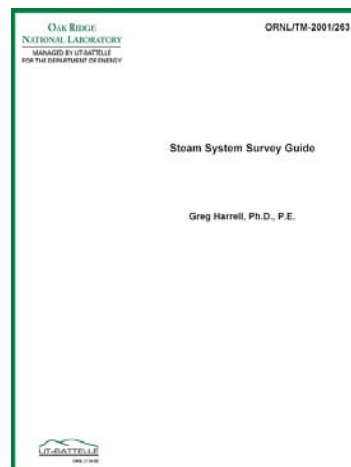 OAK RIDGE
NATIONAL LABORATORY
MANAGED BY UT-BATTELLE
FOR THE DEPARTMENT OF ENERGY
ORNL/TM-2001/263
Steam System Survey Guide
Greg Harrell, Ph.D., P.E.
UT-BATTELLE